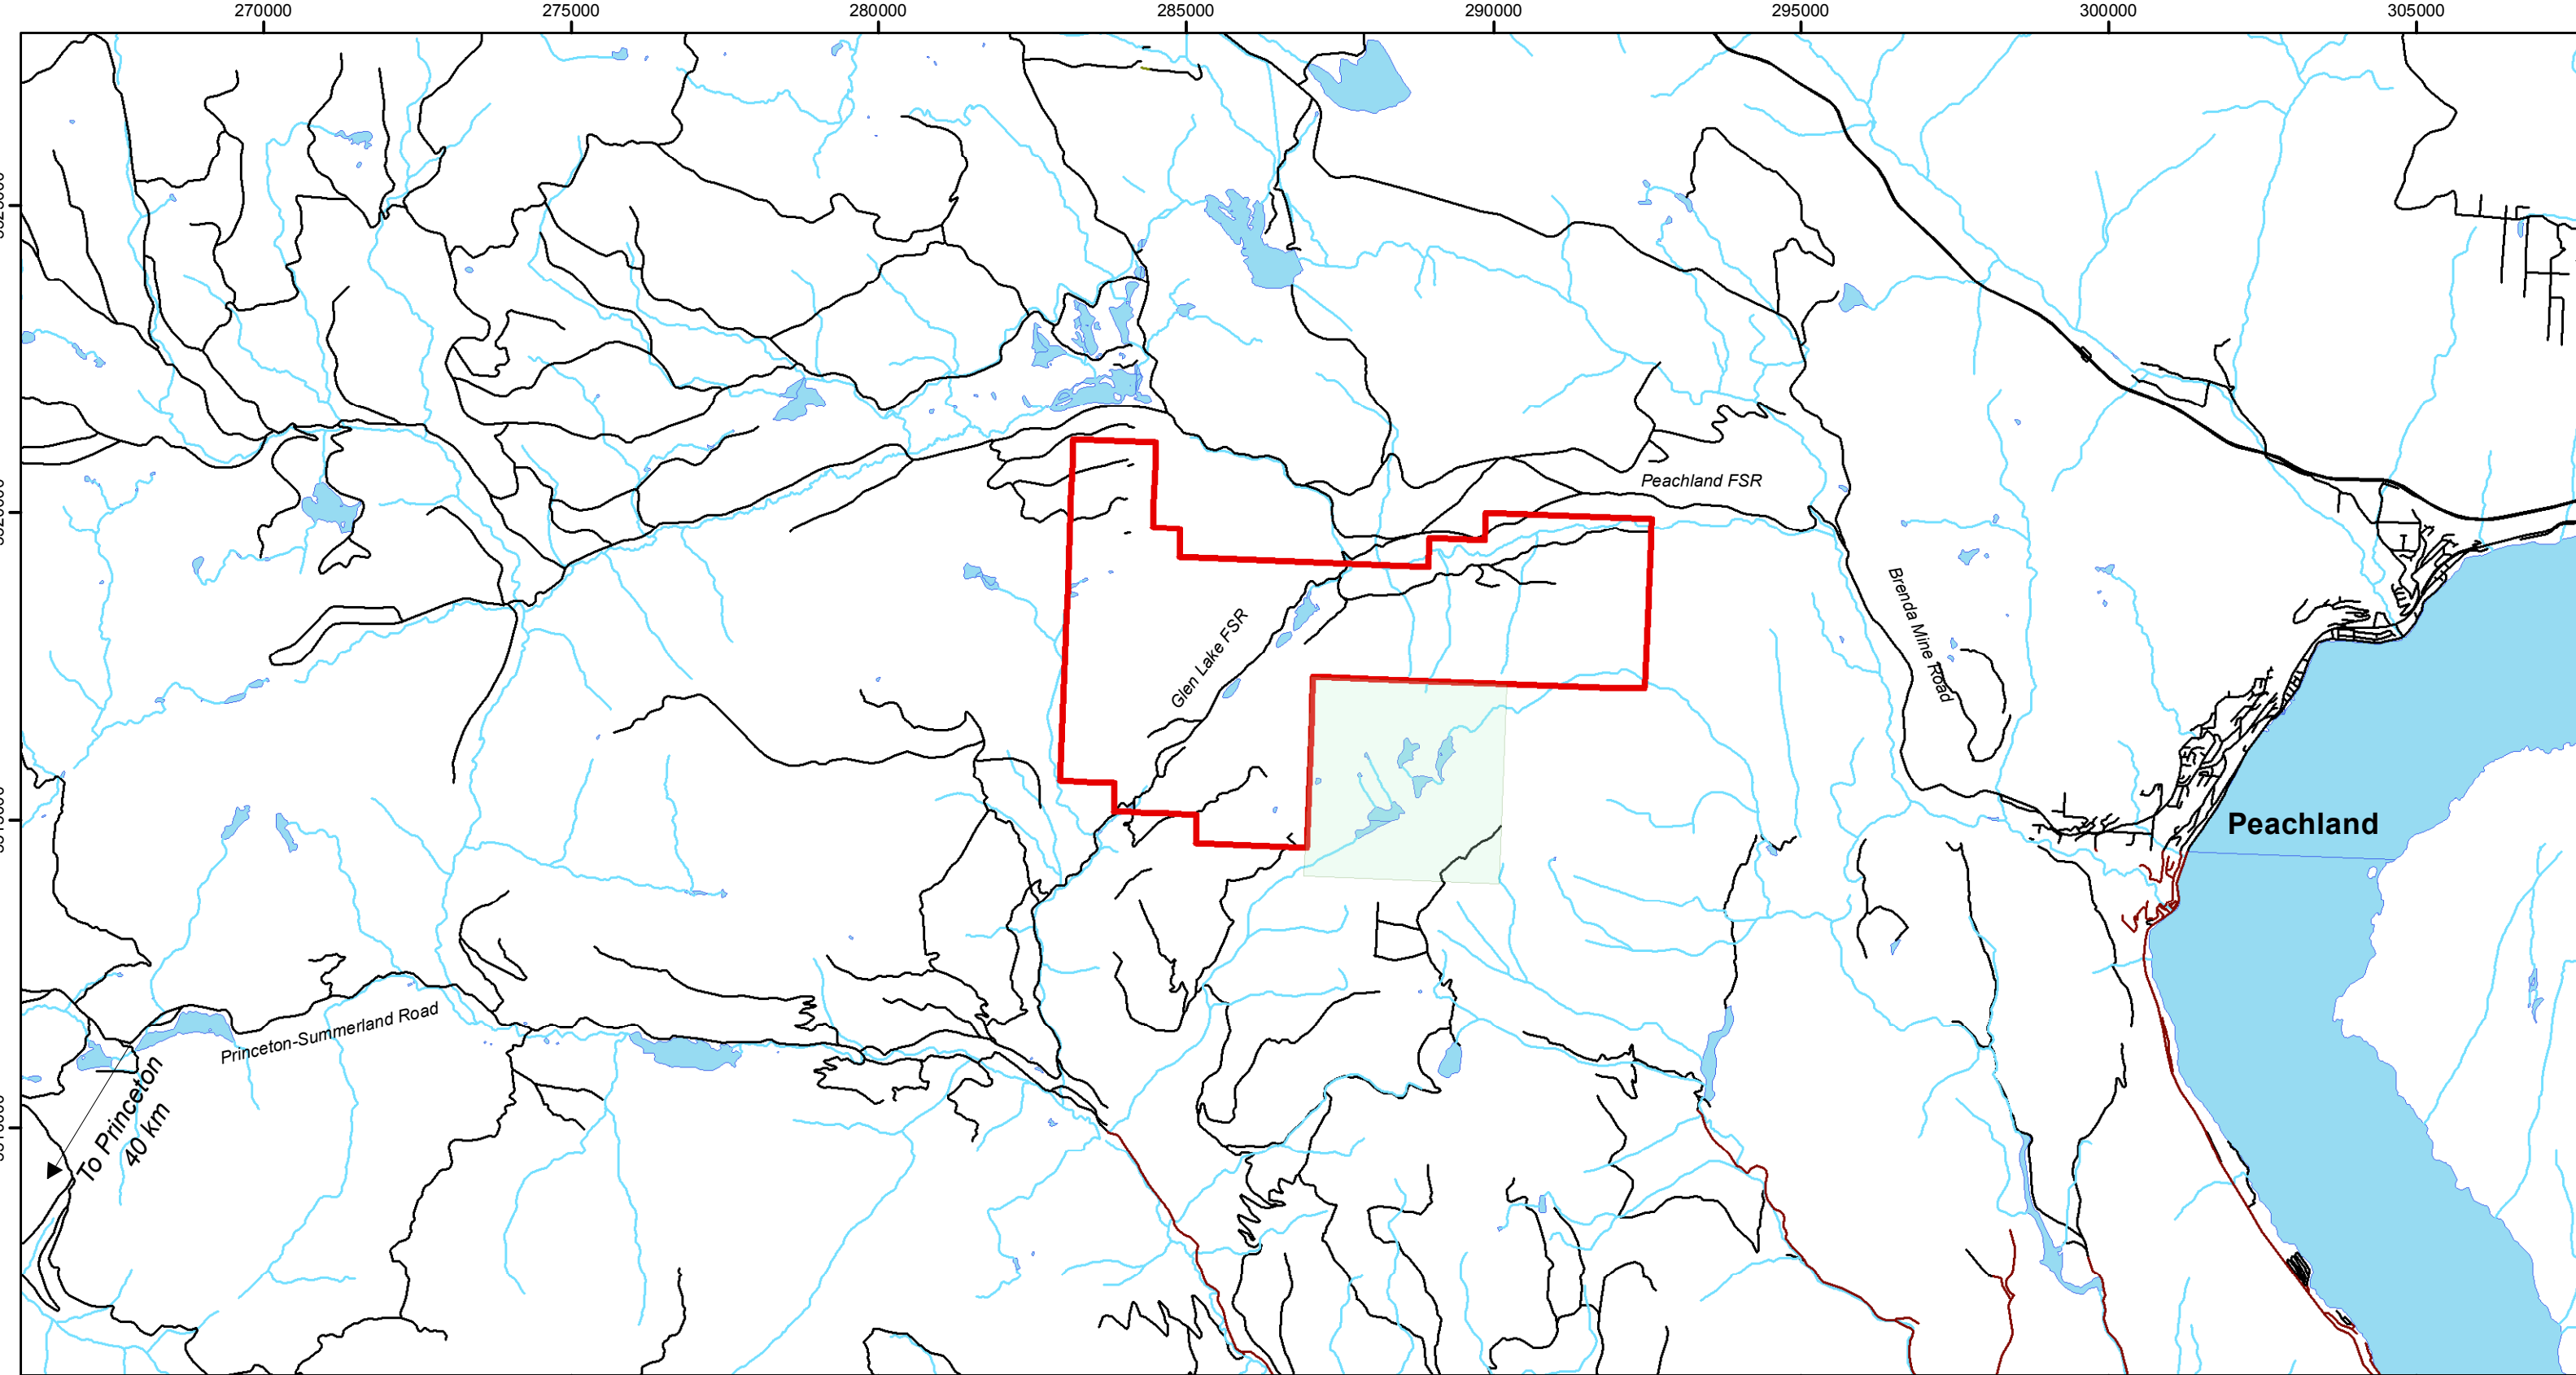 270000
275000
280000
285000
290000
295000
300000
305000
Peachland FSR
Glen Lake FSR
Brenda Mine Road
Peachland
Princeton-Summerland Road
To Princeton
40 km